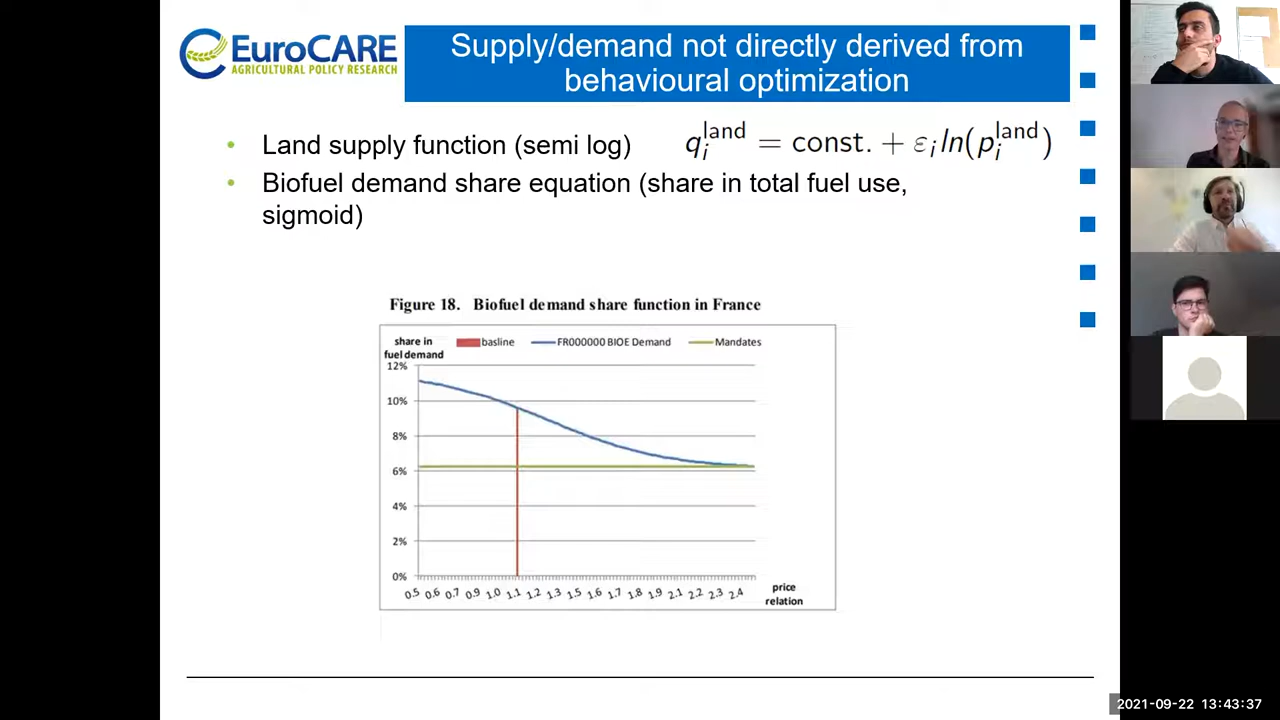 EuroCARE
AGRICULTURAL POLICY RESEARCH
Supply/demand not directly derived from
behavioural optimization
• Land supply function (semi log)
q_i^land = const. + ε_i ln(p_i^land)
• Biofuel demand share equation (share in total fuel use,
sigmoid)
Figure 18. Biofuel demand share function in France
share in
fuel demand
basline
FR000000 BIOE Demand
Mandates
12%
10%
8%
6%
4%
2%
0%
0.5 0.6 0.7 0.9 1.0 1.1 1.2 1.3 1.5 1.6 1.7 1.8 1.9 2.1 2.2 2.3 2.4
price
relation
2021-09-22 13:43:37